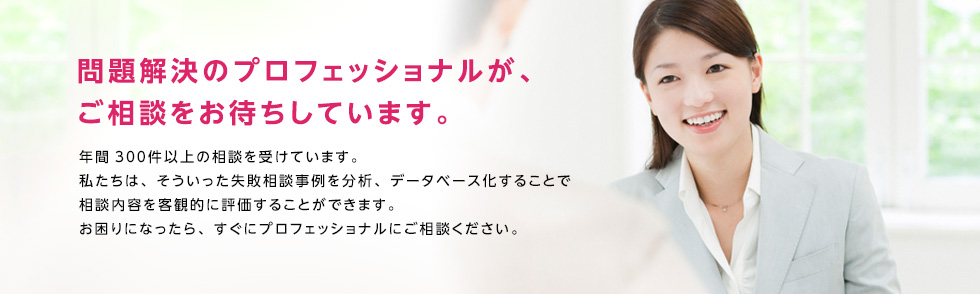 問題解決のプロフェッショナルが、
ご相談をお待ちしています。
年間 300件以上の相談を受けています。
私たちは、そういった失敗相談事例を分析、データベース化することで
相談内容を客観的に評価することができます。
お困りになったら、すぐにプロフェッショナルにご相談ください。